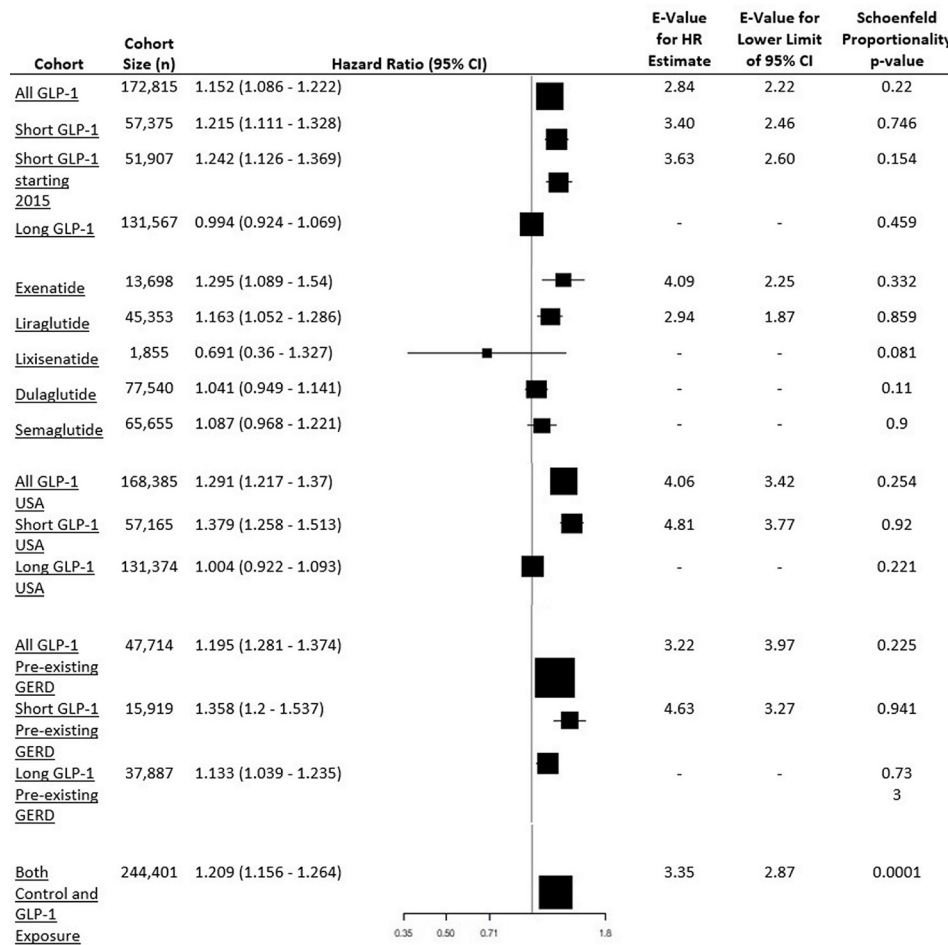 Cohort Cohort Size (n) Hazard Ratio (95% CI) E-Value for HR Estimate E-Value for Lower Limit of 95% CI Schoenfeld Proportionality p-value
All GLP-1 172,815 1.152 (1.086 - 1.222) 2.84 2.22 0.22
Short GLP-1 57,375 1.215 (1.111 - 1.328) 3.40 2.46 0.746
Short GLP-1 51,907 1.242 (1.126 - 1.369) 3.63 2.60 0.154
starting
2015
Long GLP-1 131,567 0.994 (0.924 - 1.069) - - 0.459
Exenatide 13,698 1.295 (1.089 - 1.54) 4.09 2.25 0.332
Liraglutide 45,353 1.163 (1.052 - 1.286) 2.94 1.87 0.859
Lixisenatide 1,855 0.691 (0.36 - 1.327) - - 0.081
Dulaglutide 77,540 1.041 (0.949 - 1.141) - - 0.11
Semaglutide 65,655 1.087 (0.968 - 1.221) - - 0.9
All GLP-1 168,385 1.291 (1.217 - 1.37) 4.06 3.42 0.254
USA
Short GLP-1 57,165 1.379 (1.258 - 1.513) 4.81 3.77 0.92
USA
Long GLP-1 131,374 1.004 (0.922 - 1.093) - - 0.221
USA
All GLP-1 47,714 1.195 (1.281 - 1.374) 3.22 3.97 0.225
Pre-existing
GERD
Short GLP-1 15,919 1.358 (1.2 - 1.537) 4.63 3.27 0.941
Pre-existing
GERD
Long GLP-1 37,887 1.133 (1.039 - 1.235) - - 0.73
Pre-existing 3
GERD
Both 244,401 1.209 (1.156 - 1.264) 3.35 2.87 0.0001
Control and
GLP-1
Exposure
0.35 0.50 0.71 1.8